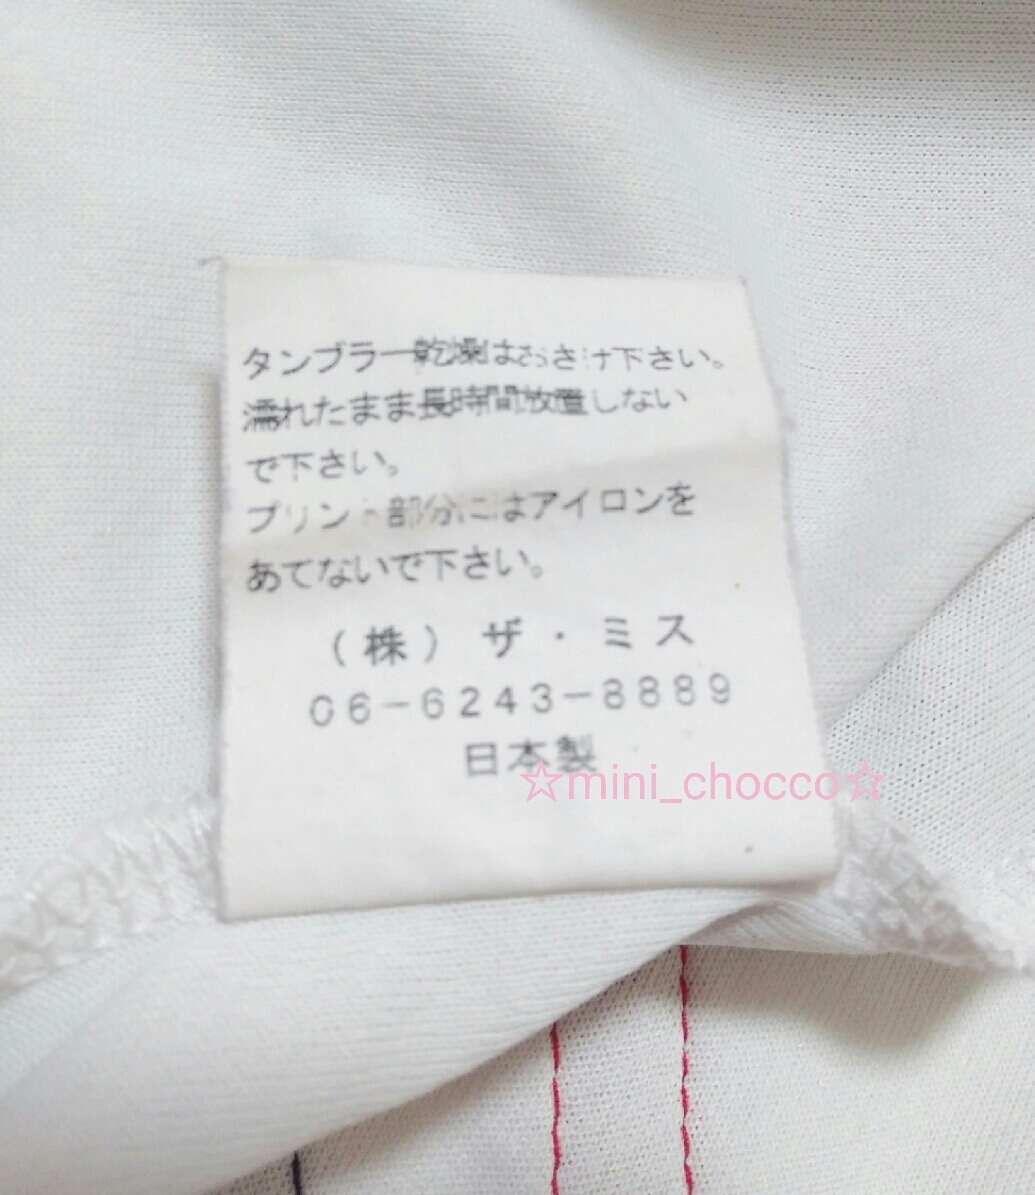 タンブラー乾燥はおさけ下さい。
濡れたまま長時間放置しない
で下さい。
プリント部分にはアイロンを
あてないで下さい。
（株）ザ・ミス
06-6243-8889
日本製
☆mini_chocco☆